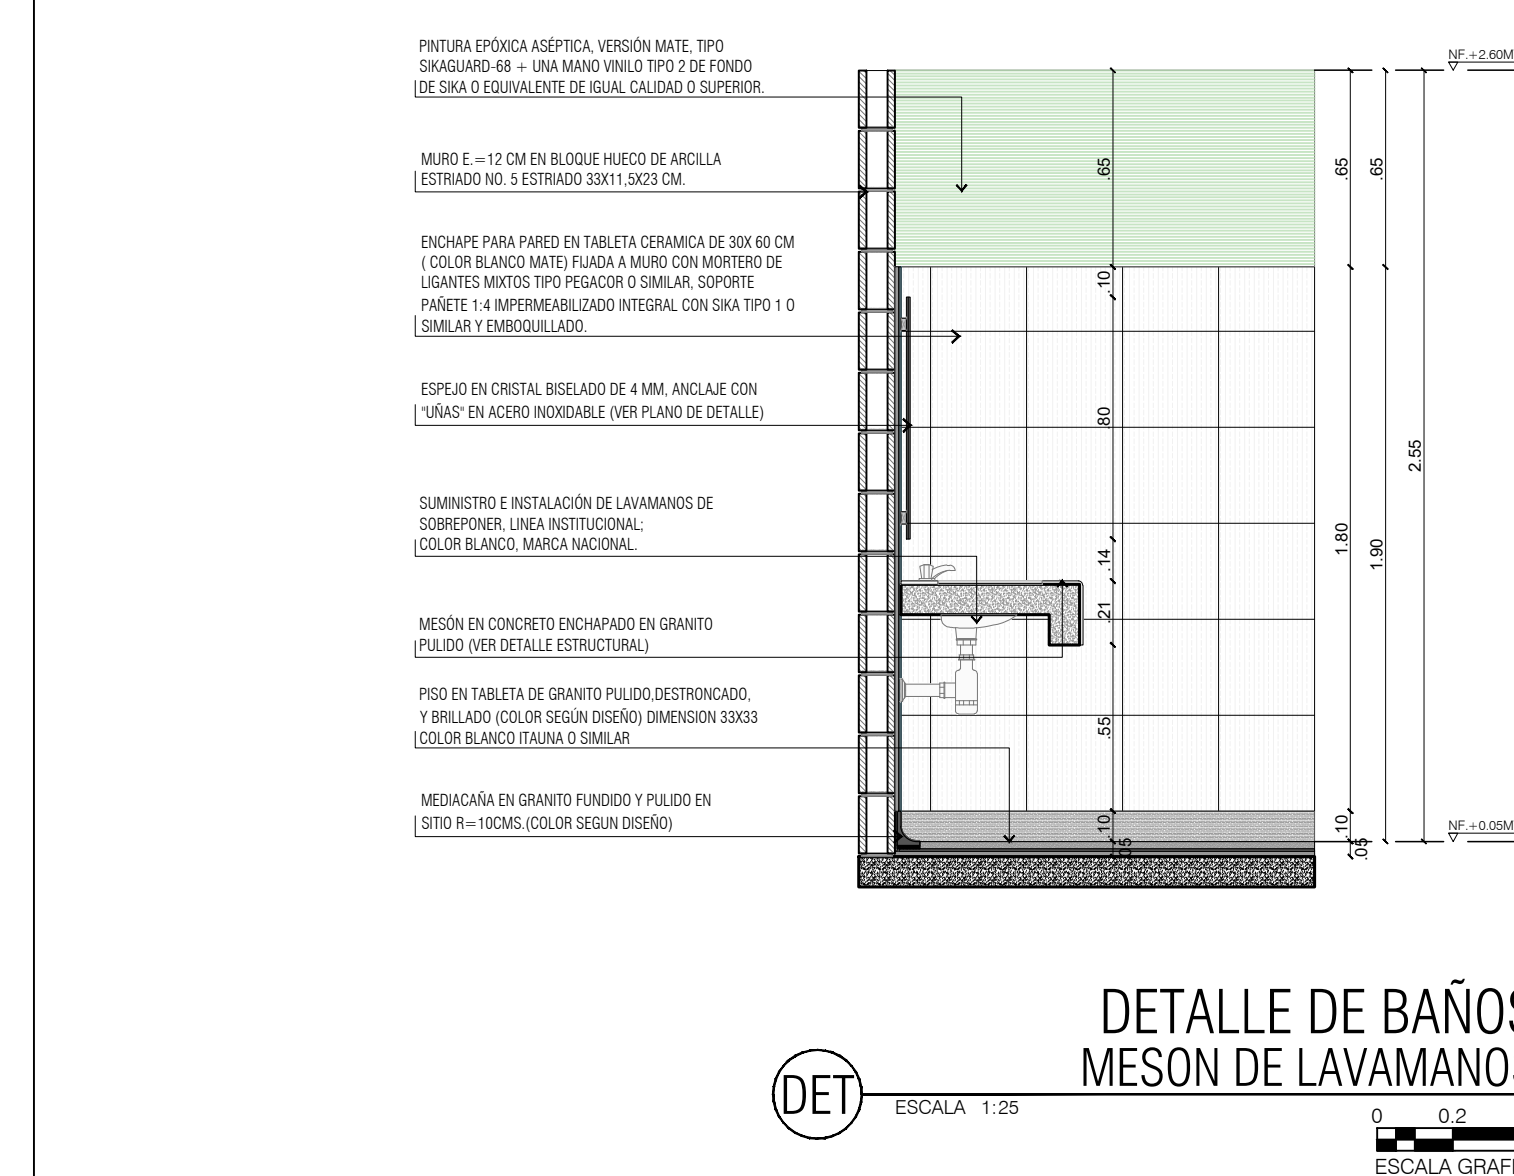 PINTURA EPÓXICA ASÉPTICA, VERSIÓN MATE, TIPO
SIKAGUARD-68 + UNA MANO VINILO TIPO 2 DE FONDO
DE SIKA O EQUIVALENTE DE IGUAL CALIDAD O SUPERIOR.
MURO E.=12 CM EN BLOQUE HUECO DE ARCILLA
ESTRIADO NO. 5 ESTRIADO 33X11,5X23 CM.
ENCHAPE PARA PARED EN TABLETA CERAMICA DE 30X 60 CM
( COLOR BLANCO MATE) FIJADA A MURO CON MORTERO DE
LIGANTES MIXTOS TIPO PEGACOR O SIMILAR, SOPORTE
PAÑETE 1:4 IMPERMEABILIZADO INTEGRAL CON SIKA TIPO 1 O
SIMILAR Y EMBOQUILLADO.
ESPEJO EN CRISTAL BISELADO DE 4 MM, ANCLAJE CON
"UÑAS" EN ACERO INOXIDABLE (VER PLANO DE DETALLE)
SUMINISTRO E INSTALACIÓN DE LAVAMANOS DE
SOBREPONER, LINEA INSTITUCIONAL;
COLOR BLANCO, MARCA NACIONAL.
MESÓN EN CONCRETO ENCHAPADO EN GRANITO
PULIDO (VER DETALLE ESTRUCTURAL)
PISO EN TABLETA DE GRANITO PULIDO,DESTRONCADO,
Y BRILLADO (COLOR SEGÚN DISEÑO) DIMENSION 33X33
COLOR BLANCO ITAUNA O SIMILAR
MEDIACAÑA EN GRANITO FUNDIDO Y PULIDO EN
SITIO R=10CMS.(COLOR SEGUN DISEÑO)
.65
.10
.80
.14
.21
.55
.10
.05
.65
1.80
.10
.05
.65
1.90
2.55
NF.+2.60M
NF.+0.05M
DETALLE DE BAÑOS
MESON DE LAVAMANOS
DET
ESCALA 1:25
0 0.2
ESCALA GRAFI